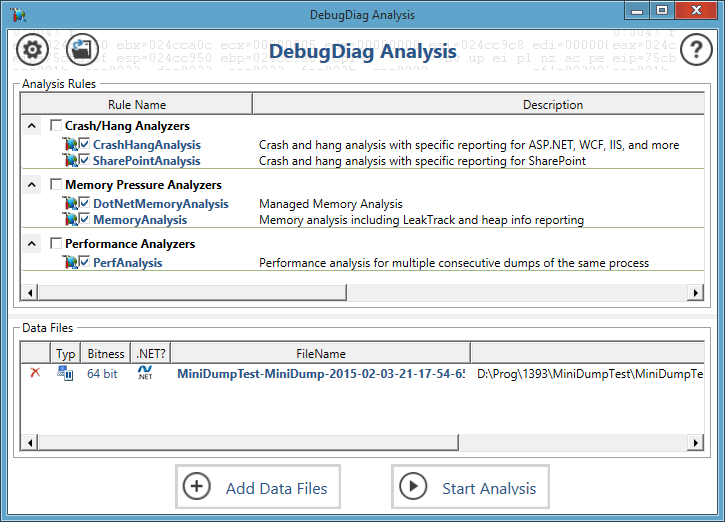 DebugDiag Analysis
DebugDiag Analysis
Analysis Rules
Rule Name Description
Crash/Hang Analyzers
CrashHangAnalysis Crash and hang analysis with specific reporting for ASP.NET, WCF, IIS, and more
SharePointAnalysis Crash and hang analysis with specific reporting for SharePoint
Memory Pressure Analyzers
DotNetMemoryAnalysis Managed Memory Analysis
MemoryAnalysis Memory analysis including LeakTrack and heap info reporting
Performance Analyzers
PerfAnalysis Performance analysis for multiple consecutive dumps of the same process
Data Files
Typ Bitness .NET? FileName
64 bit .NET MiniDumpTest-MiniDump-2015-02-03-21-17-54-65 D:\Prog\1393\MiniDumpTest\MiniDumpTe
Add Data Files Start Analysis